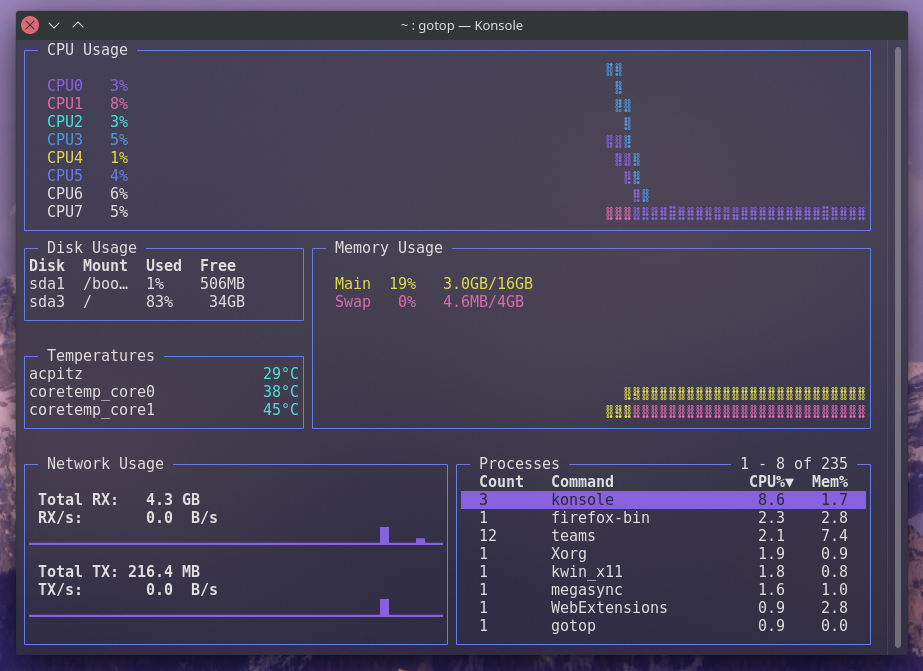 ~ : gotop — Konsole
CPU Usage
CPU0 3%
CPU1 8%
CPU2 3%
CPU3 5%
CPU4 1%
CPU5 4%
CPU6 6%
CPU7 5%
Disk Usage
Disk Mount Used Free
sda1 /boo… 1% 506MB
sda3 / 83% 34GB
Memory Usage
Main 19% 3.0GB/16GB
Swap 0% 4.6MB/4GB
Temperatures
acpitz 29°C
coretemp_core0 38°C
coretemp_core1 45°C
Network Usage
Total RX: 4.3 GB
RX/s: 0.0 B/s
Total TX: 216.4 MB
TX/s: 0.0 B/s
Processes 1 - 8 of 235
Count Command CPU%▼ Mem%
3 konsole 8.6 1.7
1 firefox-bin 2.3 2.8
12 teams 2.1 7.4
1 Xorg 1.9 0.9
1 kwin_x11 1.8 0.8
1 megasync 1.6 1.0
1 WebExtensions 0.9 2.8
1 gotop 0.9 0.0